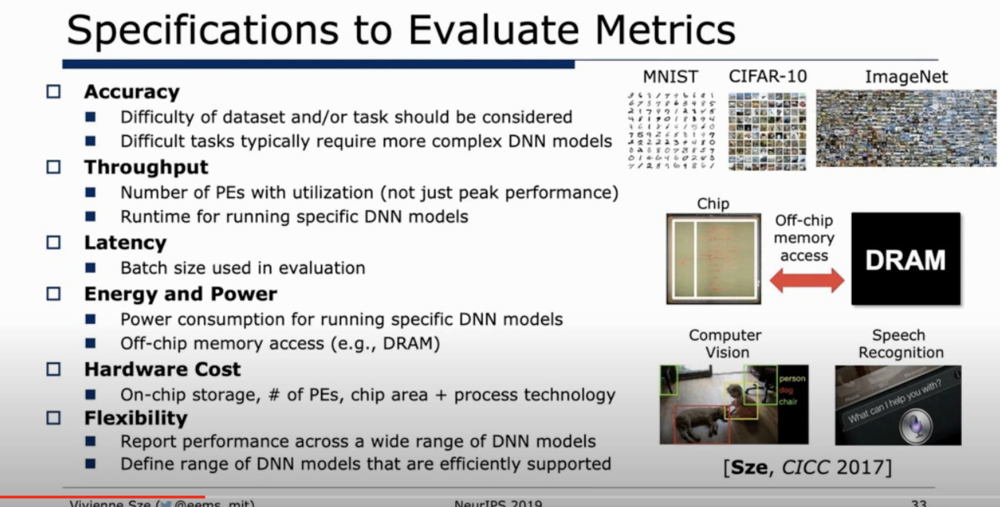 Specifications to Evaluate Metrics
Accuracy
Difficulty of dataset and/or task should be considered
Difficult tasks typically require more complex DNN models
Throughput
Number of PEs with utilization (not just peak performance)
Runtime for running specific DNN models
Latency
Batch size used in evaluation
Energy and Power
Power consumption for running specific DNN models
Off-chip memory access (e.g., DRAM)
Hardware Cost
On-chip storage, # of PEs, chip area + process technology
Flexibility
Report performance across a wide range of DNN models
Define range of DNN models that are efficiently supported
MNIST
CIFAR-10
ImageNet
Chip
Off-chip
memory
access
DRAM
Computer
Vision
person
dog
chair
Speech
Recognition
Phone
Mail
Messages
What can I help you with?
[Sze, CICC 2017]
Vivienne Sze (@eems_mit)
NeurIPS 2019
33